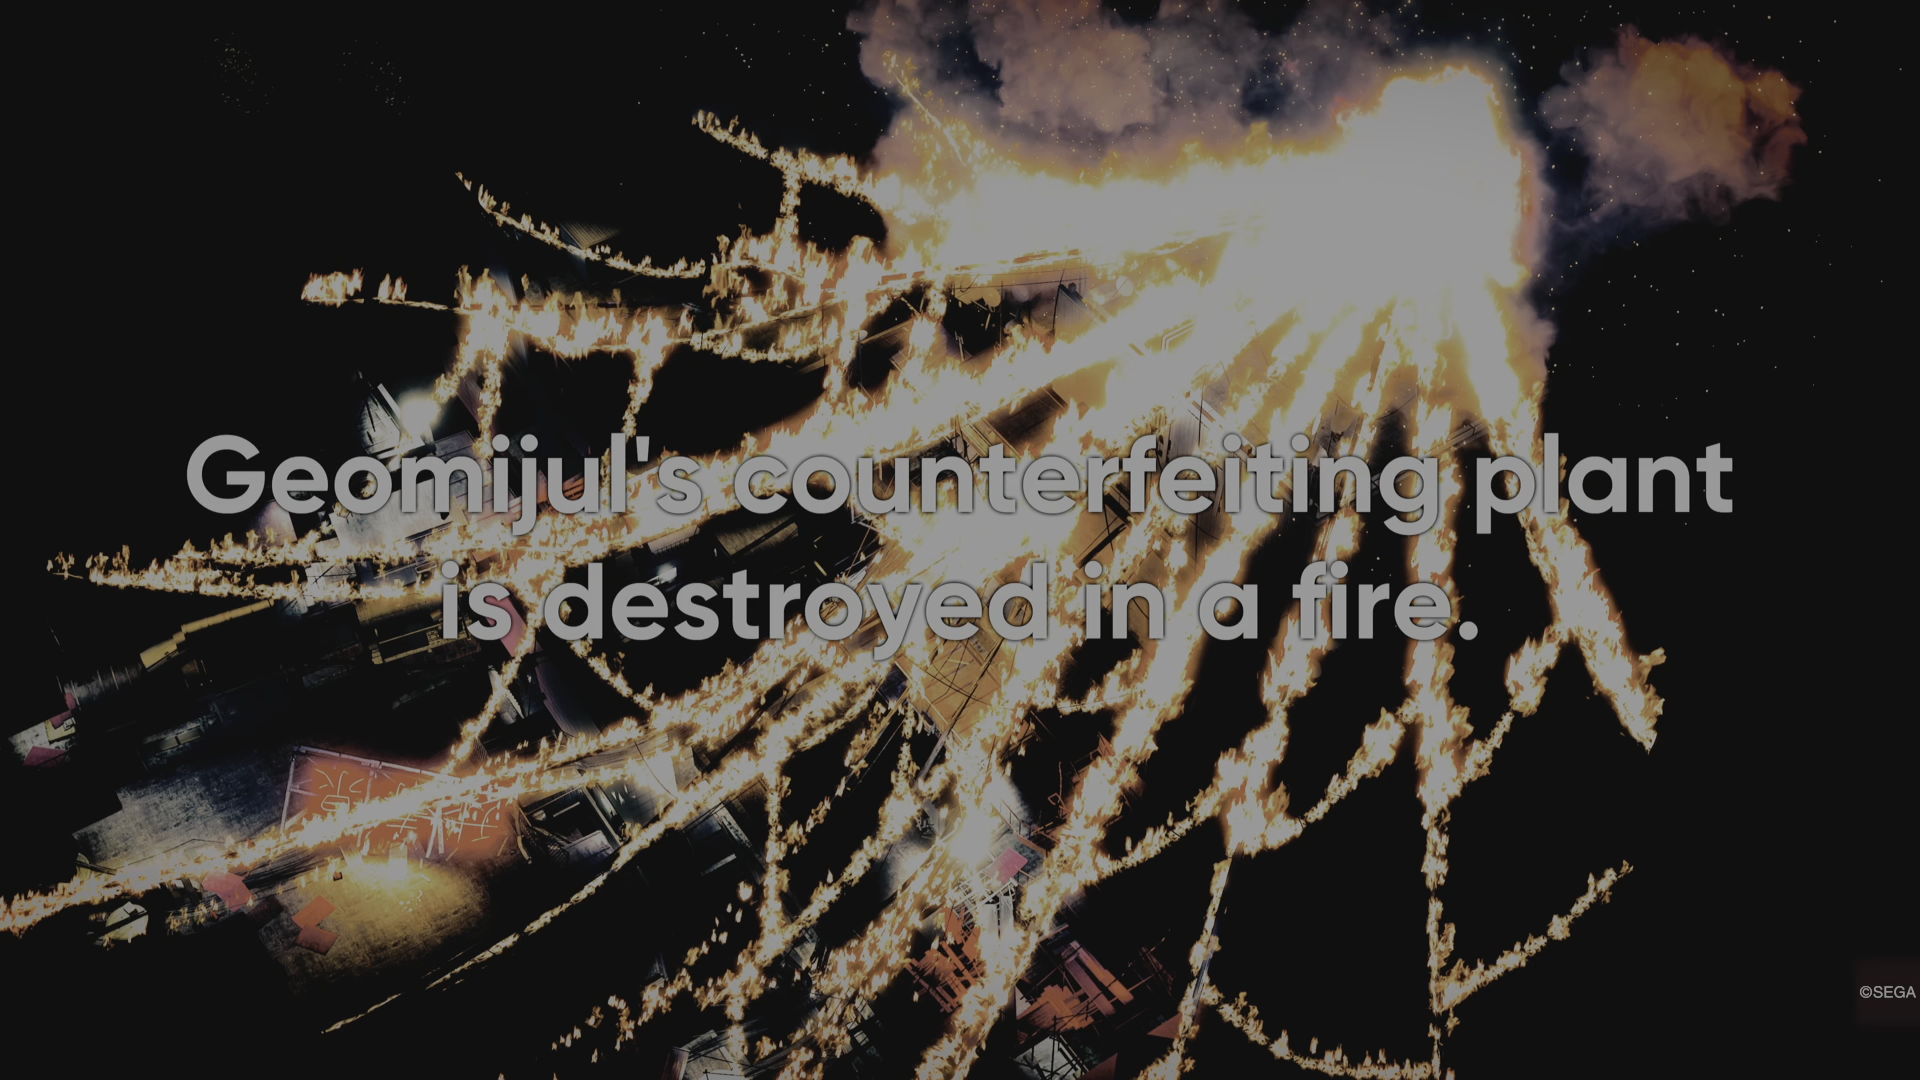 Geomijul's counterfeiting plant
is destroyed in a fire.
©SEGA